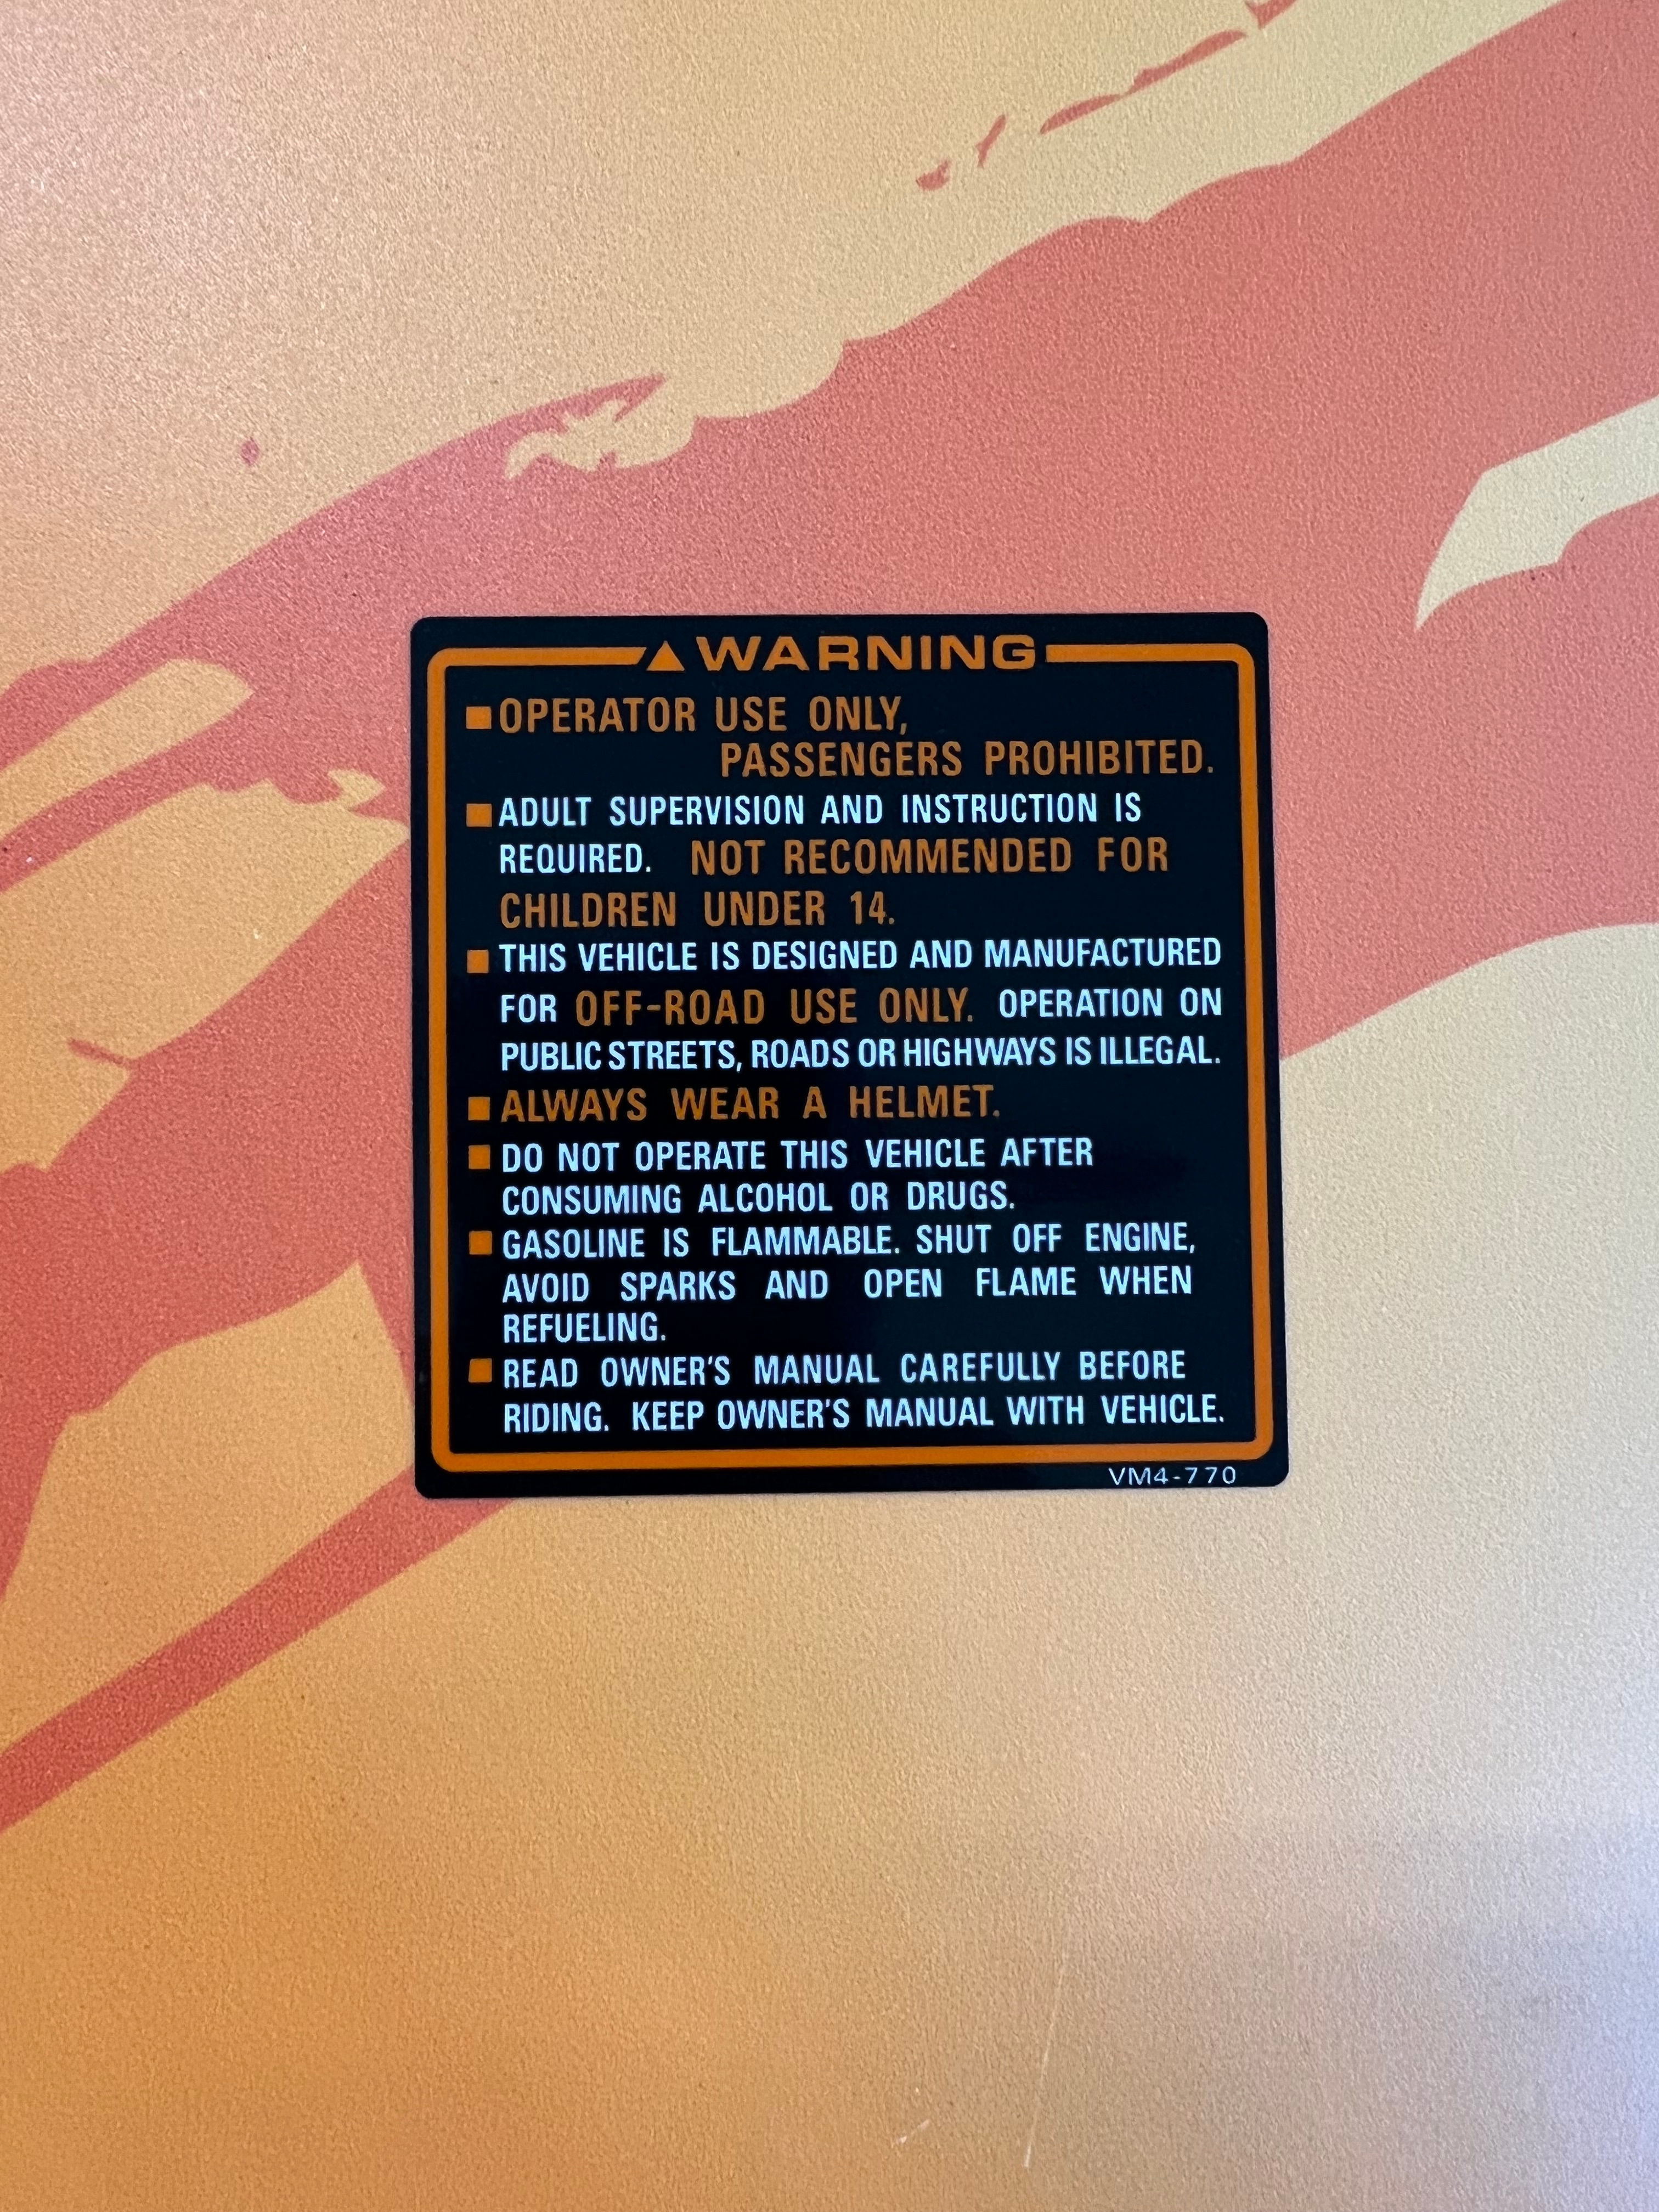 ▲WARNING
■OPERATOR USE ONLY,
PASSENGERS PROHIBITED.
■ADULT SUPERVISION AND INSTRUCTION IS
REQUIRED. NOT RECOMMENDED FOR
CHILDREN UNDER 14.
■THIS VEHICLE IS DESIGNED AND MANUFACTURED
FOR OFF-ROAD USE ONLY. OPERATION ON
PUBLIC STREETS, ROADS OR HIGHWAYS IS ILLEGAL.
■ALWAYS WEAR A HELMET.
■DO NOT OPERATE THIS VEHICLE AFTER
CONSUMING ALCOHOL OR DRUGS.
■GASOLINE IS FLAMMABLE. SHUT OFF ENGINE,
AVOID SPARKS AND OPEN FLAME WHEN
REFUELING.
■READ OWNER'S MANUAL CAREFULLY BEFORE
RIDING. KEEP OWNER'S MANUAL WITH VEHICLE.
VM4-770